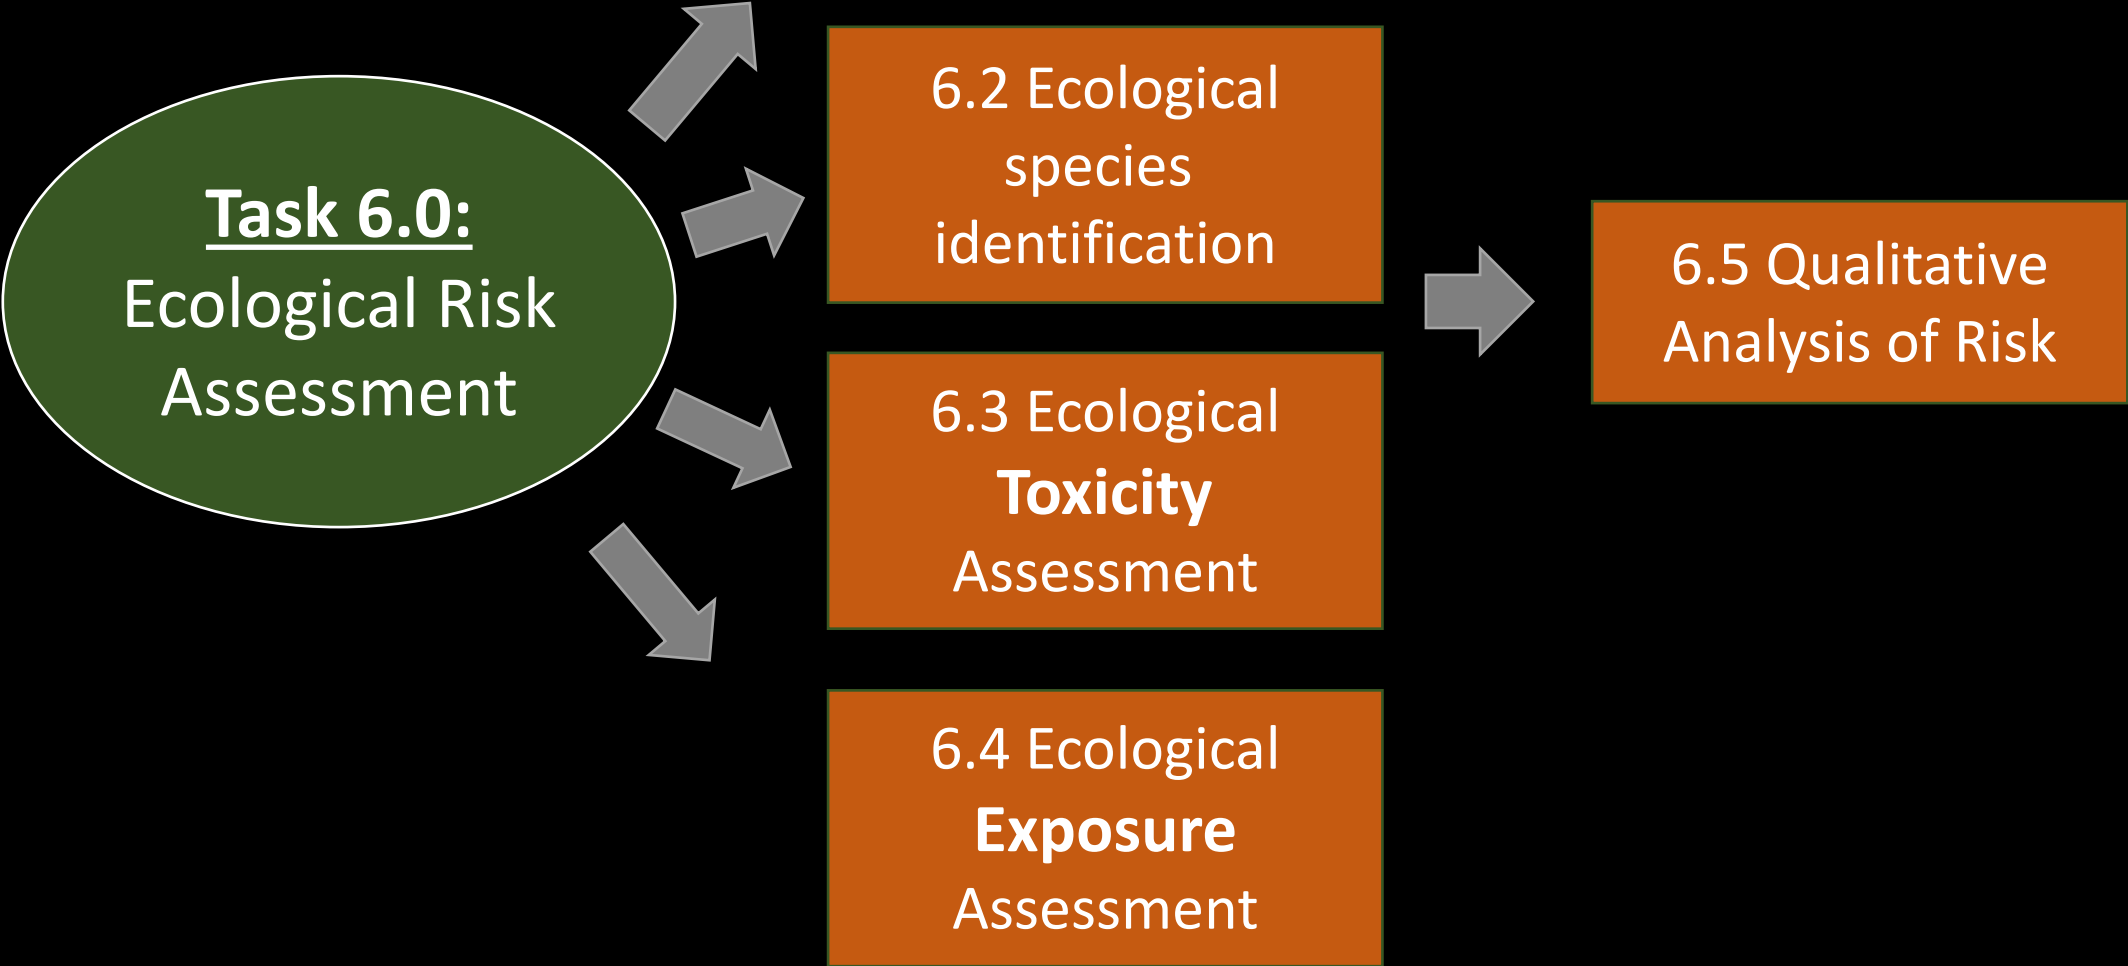 Task 6.0:
Ecological Risk
Assessment
6.2 Ecological
species
identification
6.3 Ecological
Toxicity
Assessment
6.4 Ecological
Exposure
Assessment
6.5 Qualitative
Analysis of Risk